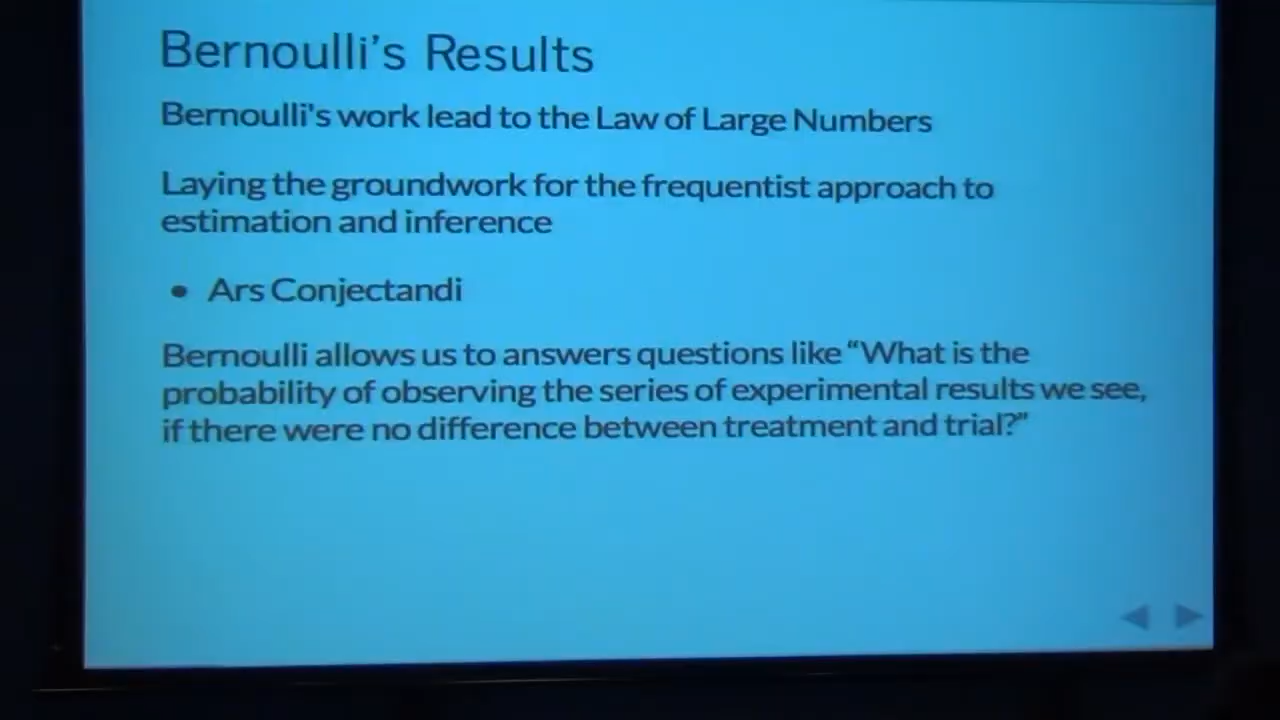 Bernoulli's Results
Bernoulli's work lead to the Law of Large Numbers
Laying the groundwork for the frequentist approach to
estimation and inference
• Ars Conjectandi
Bernoulli allows us to answers questions like “What is the
probability of observing the series of experimental results we see,
if there were no difference between treatment and trial?”